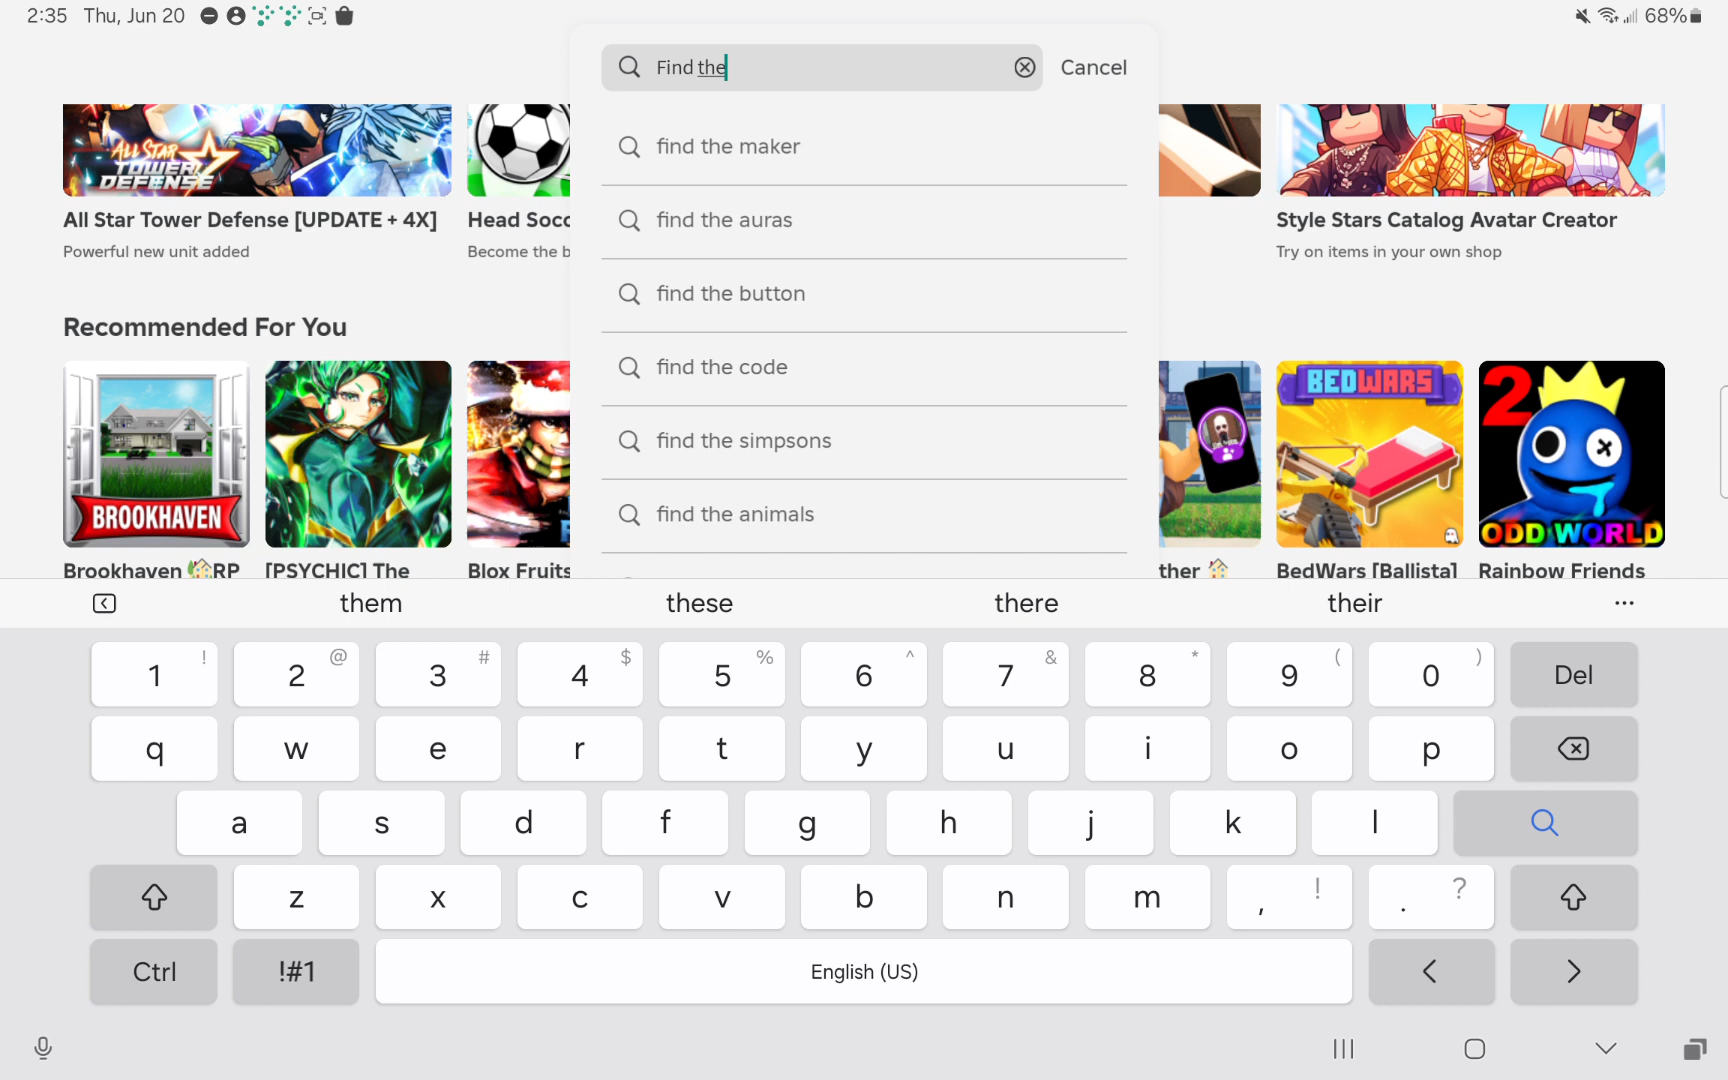 2:35 Thu, Jun 20
68%
Find the
Cancel
find the maker
find the auras
find the button
find the code
find the simpsons
find the animals
ALL STAR
TOWER
DEFENSE
All Star Tower Defense [UPDATE + 4X]
Powerful new unit added
Head Socc
Become the b
Style Stars Catalog Avatar Creator
Try on items in your own shop
Recommended For You
BROOKHAVEN
BEDWARS
2
ODD WORLD
Brookhaven 🏡RP
[PSYCHIC] The
Blox Fruits
ther 🏠
BedWars [Ballista]
Rainbow Friends
them these there their ...
1 ! 2 @ 3 # 4 $ 5 % 6 ^ 7 & 8 * 9 ( 0 ) Del
q w e r t y u i o p
a s d f g h j k l
z x c v b n m , ! . ?
Ctrl !#1 English (US) < >